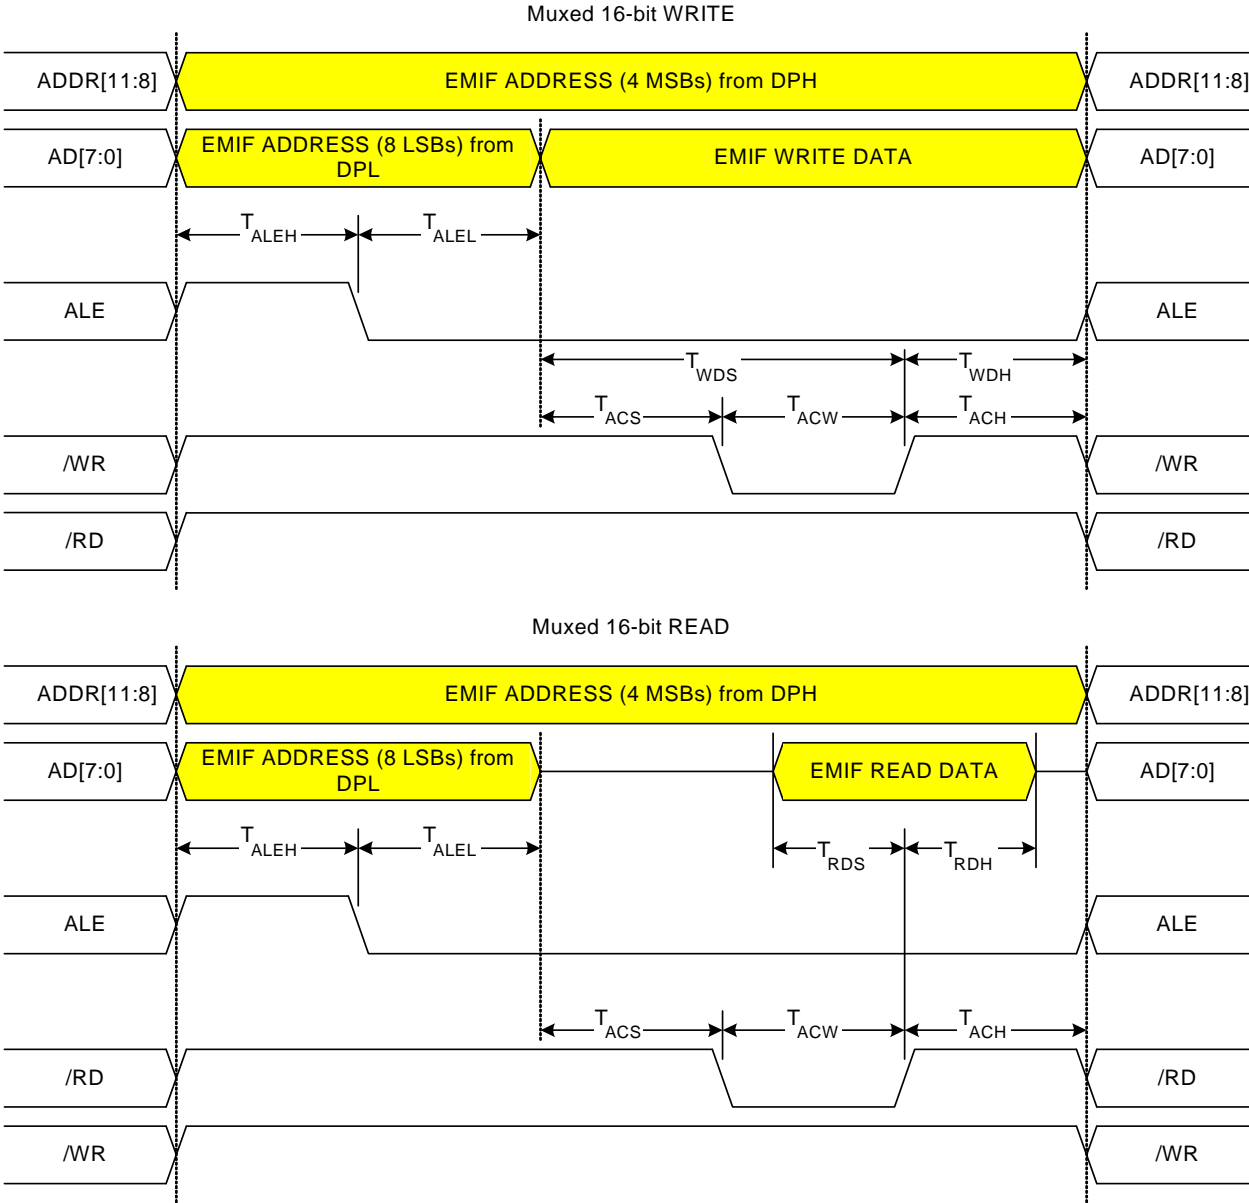 Muxed 16-bit WRITE
ADDR[11:8] EMIF ADDRESS (4 MSBs) from DPH ADDR[11:8]
AD[7:0] EMIF ADDRESS (8 LSBs) from DPL EMIF WRITE DATA AD[7:0]
TALEH TALEL
ALE ALE
TWDS TWDH
TACS TACW TACH
/WR /WR
/RD /RD
Muxed 16-bit READ
ADDR[11:8] EMIF ADDRESS (4 MSBs) from DPH ADDR[11:8]
AD[7:0] EMIF ADDRESS (8 LSBs) from DPL EMIF READ DATA AD[7:0]
TALEH TALEL TRDS TRDH
ALE ALE
TACS TACW TACH
/RD /RD
/WR /WR